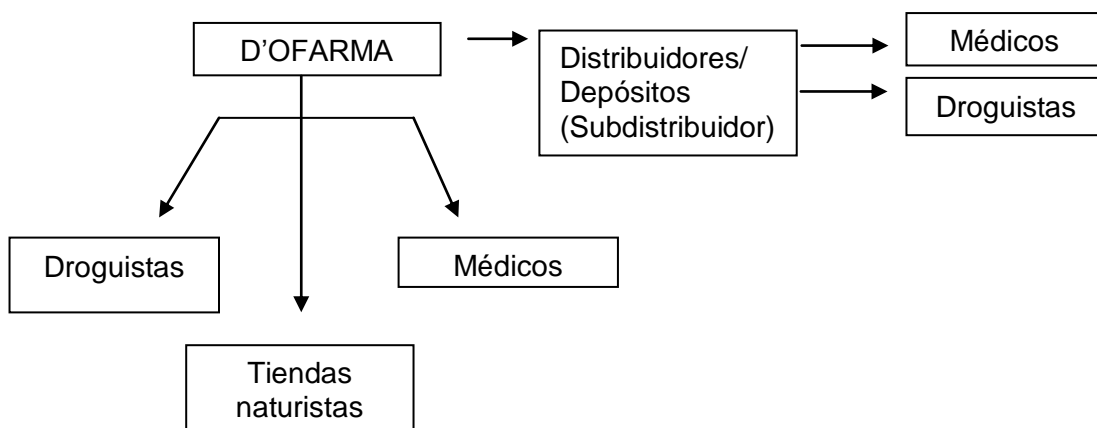 D’OFARMA
Distribuidores/
Depósitos
(Subdistribuidor)
Médicos
Droguistas
Droguistas
Médicos
Tiendas
naturistas